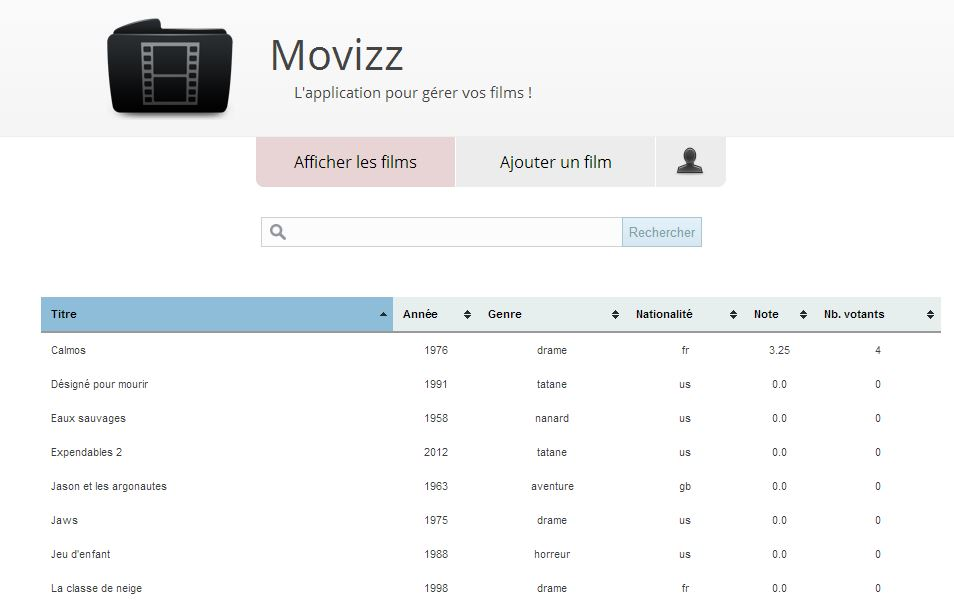 Movizz
L'application pour gérer vos films !
Afficher les films Ajouter un film
Rechercher
Titre Année Genre Nationalité Note Nb. votants
Calmos 1976 drame fr 3.25 4
Désigné pour mourir 1991 tatane us 0.0 0
Eaux sauvages 1958 nanard us 0.0 0
Expendables 2 2012 tatane us 0.0 0
Jason et les argonautes 1963 aventure gb 0.0 0
Jaws 1975 drame us 0.0 0
Jeu d'enfant 1988 horreur us 0.0 0
La classe de neige 1998 drame fr 0.0 0